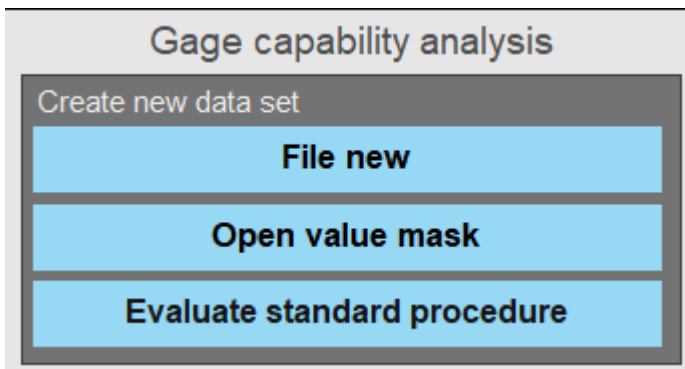 Gage capability analysis
Create new data set
File new
Open value mask
Evaluate standard procedure